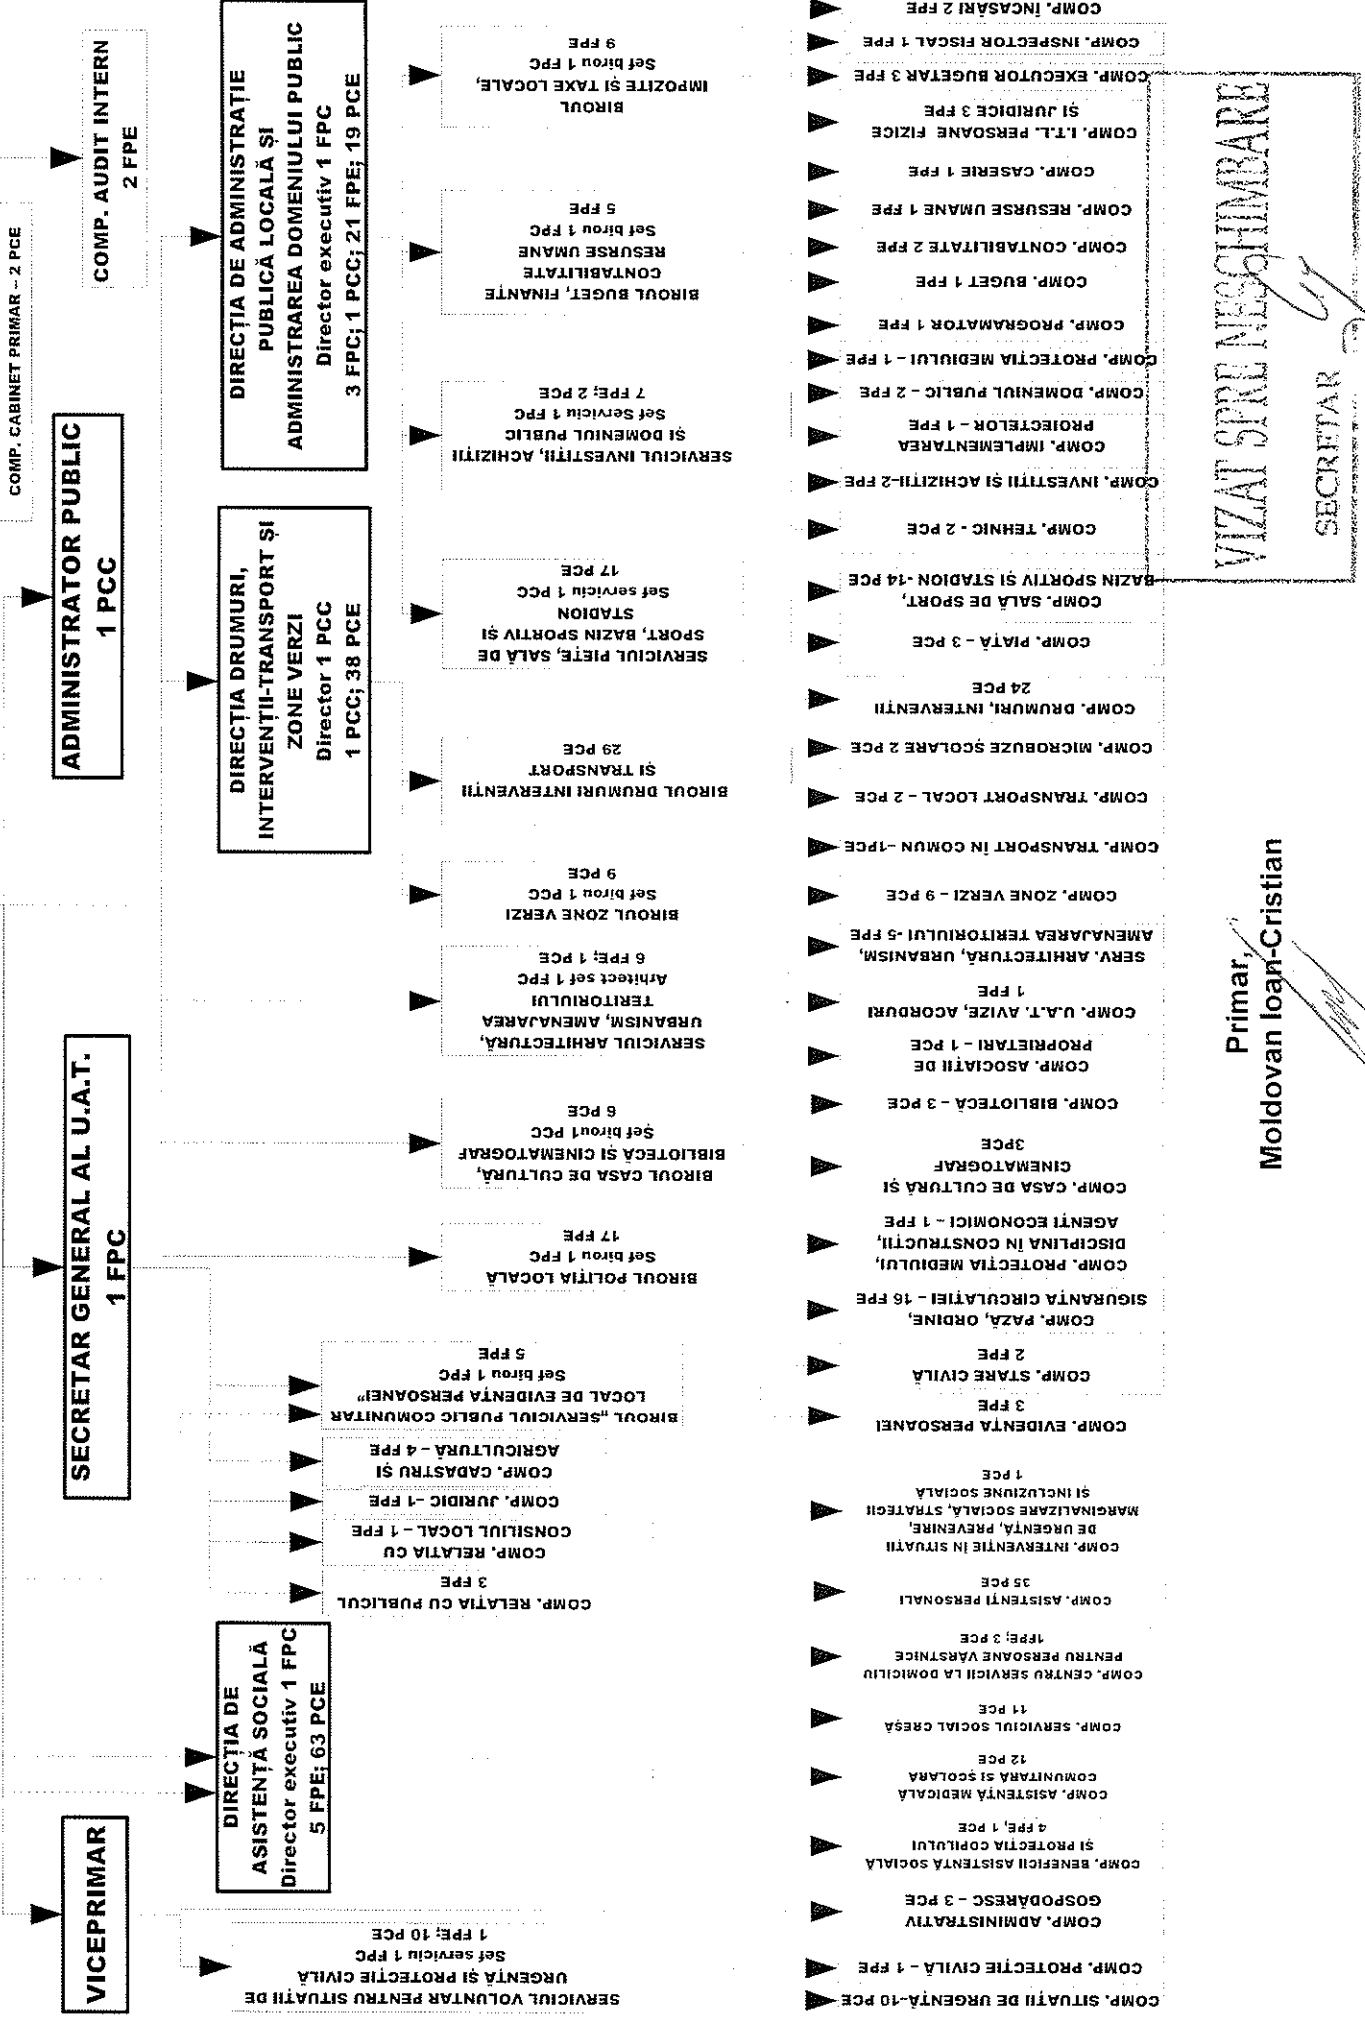 COMP. CABINET PRIMAR – 2 PCE
COMP. AUDIT INTERN
2 FPE
VICEPRIMAR
SECRETAR GENERAL AL U.A.T.
1 FPC
ADMINISTRATOR PUBLIC
1 PCC
DIRECȚIA DE
ASISTENȚĂ SOCIALĂ
Director executiv 1 FPC
5 FPE; 63 PCE
DIRECȚIA DRUMURI,
INTERVENȚII-TRANSPORT ȘI
ZONE VERZI
Director 1 PCC
1 PCC; 38 PCE
DIRECȚIA DE ADMINISTRAȚIE
PUBLICĂ LOCALĂ ȘI
ADMINISTRAREA DOMENIULUI PUBLIC
Director executiv 1 FPC
3 FPC; 1 PCC; 21 FPE; 19 PCE
SERVICIUL VOLUNTAR PENTRU SITUAȚII DE
URGENȚĂ ȘI PROTECȚIE CIVILĂ
Sef serviciu 1 FPC
1 FPE; 10 PCE
COMP. RELAȚIA CU PUBLICUL
3 FPE
COMP. RELATIA CU
CONSILIUL LOCAL – 1 FPE
COMP. JURIDIC –1 FPE
COMP. CADASTRU ȘI
AGRICULTURĂ – 4 FPE
BIROUL „SERVICIUL PUBLIC COMUNITAR
LOCAL DE EVIDENȚA PERSOANEI”
Sef birou 1 FPC
5 FPE
BIROUL POLIȚIA LOCALĂ
Sef birou 1 FPC
17 FPE
BIROUL CASA DE CULTURĂ,
BIBLIOTECĂ ȘI CINEMATOGRAF
Șef birou1 PCC
6 PCE
SERVICIUL ARHITECTURĂ,
URBANISM, AMENAJAREA
TERITORIULUI
Arhitect sef 1 FPC
6 FPE; 1 PCE
BIROUL ZONE VERZI
Sef birou 1 PCC
9 PCE
BIROUL DRUMURI INTERVENȚII
ȘI TRANSPORT
29 PCE
SERVICIUL PIEȚE, SALĂ DE
SPORT, BAZIN SPORTIV ȘI
STADION
Sef serviciu 1 PCC
17 PCE
SERVICIUL INVESTIȚII, ACHIZIȚII
ȘI DOMENIUL PUBLIC
Sef Serviciu 1 FPC
7 FPE; 2 PCE
BIROUL BUGET, FINANȚE
CONTABILITATE
RESURSE UMANE
Sef birou 1 FPC
5 FPE
BIROUL
IMPOZITE ȘI TAXE LOCALE,
Sef birou 1 FPC
9 FPE
COMP. SITUAȚII DE URGENȚĂ–10 PCE
COMP. PROTECȚIE CIVILĂ – 1 FPE
COMP. ADMINISTRATIV
GOSPODĂRESC – 3 PCE
COMP. BENEFICII ASISTENȚĂ SOCIALĂ
ȘI PROTECȚIA COPILULUI
4 FPE, 1 PCE
COMP. ASISTENȚĂ MEDICALĂ
COMUNITARĂ SI ȘCOLARĂ
12 PCE
COMP. SERVICIUL SOCIAL CREȘĂ
11 PCE
COMP. CENTRU SERVICII LA DOMICILIU
PENTRU PERSOANE VÂRSTNICE
1FPE; 3 PCE
COMP. ASISTENȚI PERSONALI
35 PCE
COMP. INTERVENȚIE ÎN SITUAȚII
DE URGENȚĂ, PREVENIRE,
MARGINALIZARE SOCIALĂ, STRATEGII
ȘI INCLUZIUNE SOCIALĂ
1 PCE
COMP. EVIDENȚA PERSOANEI
3 FPE
COMP. STARE CIVILĂ
2 FPE
COMP. PAZĂ, ORDINE,
SIGURANȚA CIRCULAȚIEI – 16 FPE
COMP. PROTECȚIA MEDIULUI,
DISCIPLINA ÎN CONSTRUCȚII,
AGENȚI ECONOMICI – 1 FPE
COMP. CASA DE CULTURĂ ȘI
CINEMATOGRAF
3PCE
COMP. BIBLIOTECĂ – 3 PCE
COMP. ASOCIAȚII DE
PROPRIETARI – 1 PCE
COMP. U.A.T. AVIZE, ACORDURI
1 FPE
SERV. ARHITECTURĂ, URBANISM,
AMENAJAREA TERITORIULUI -5 FPE
COMP. ZONE VERZI – 9 PCE
COMP. TRANSPORT ÎN COMUN –1PCE
COMP. TRANSPORT LOCAL – 2 PCE
COMP. MICROBUZE ȘCOLARE 2 PCE
COMP. DRUMURI, INTERVENȚII
24 PCE
COMP. PIAȚĂ – 3 PCE
COMP. SALĂ DE SPORT,
BAZIN SPORTIV ȘI STADION -14 PCE
COMP. TEHNIC - 2 PCE
COMP. INVESTIȚII ȘI ACHIZIȚII–2 FPE
COMP. IMPLEMENTAREA
PROIECTELOR – 1 FPE
COMP. DOMENIUL PUBLIC – 2 FPE
COMP. PROTECȚIA MEDIULUI – 1 FPE
COMP. PROGRAMATOR 1 FPE
COMP. BUGET 1 FPE
COMP. CONTABILITATE 2 FPE
COMP. RESURSE UMANE 1 FPE
COMP. CASERIE 1 FPE
COMP. I.T.L. PERSOANE FIZICE
ȘI JURIDICE 3 FPE
COMP. EXECUTOR BUGETAR 3 FPE
COMP. INSPECTOR FISCAL 1 FPE
COMP. ÎNCASĂRI 2 FPE
Primar,
Moldovan Ioan-Cristian
VIZAT SPRE NESCHIMBARE
SECRETAR